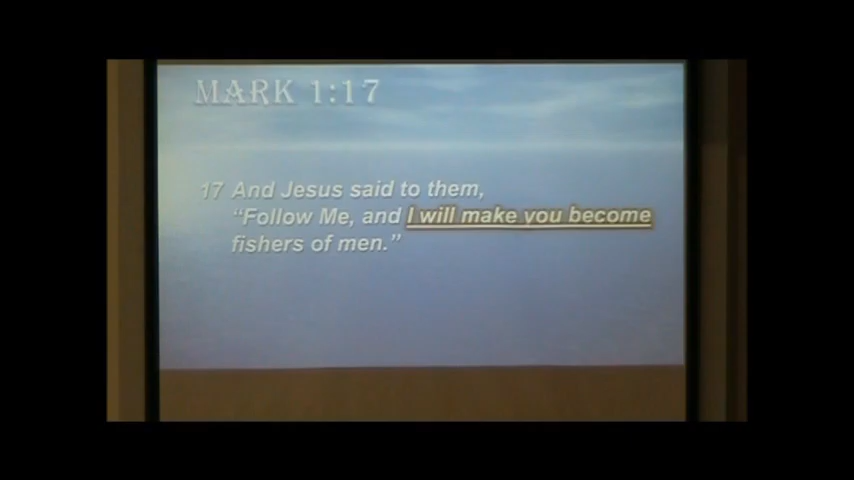 MARK 1:17
17 And Jesus said to them,
“Follow Me, and I will make you become
fishers of men.”